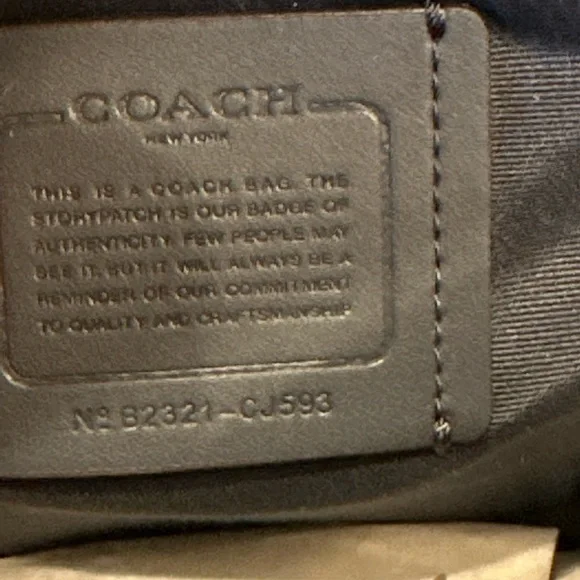 COACH
NEW YORK
THIS IS A COACH BAG. THE
STORYPATCH IS OUR BADGE OF
AUTHENTICITY. FEW PEOPLE MAY
SEE IT, BUT IT WILL ALWAYS BE A
REMINDER OF OUR COMMITMENT
TO QUALITY AND CRAFTSMANSHIP
Nº B2321-CJ593